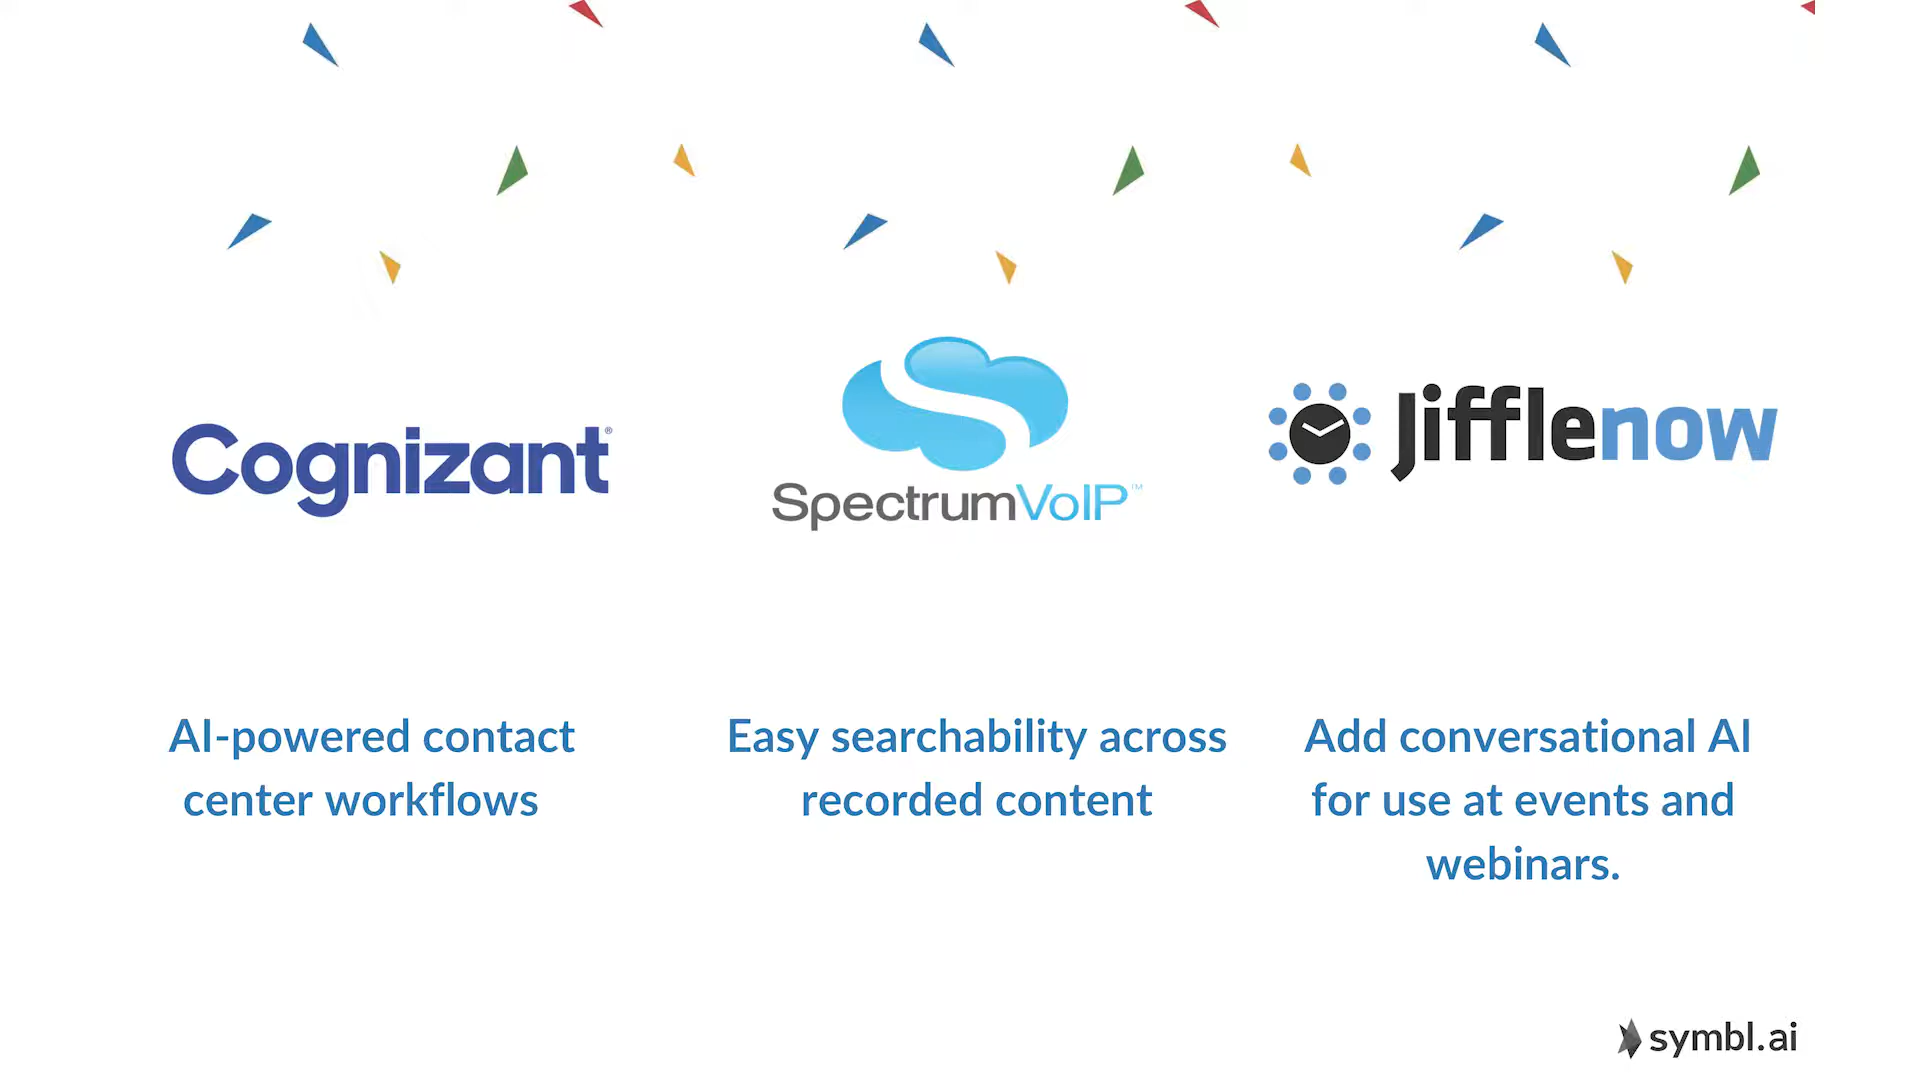 Cognizant®
SpectrumVoIP™
Jifflenow
AI-powered contact
center workflows
Easy searchability across
recorded content
Add conversational AI
for use at events and
webinars.
symbl.ai